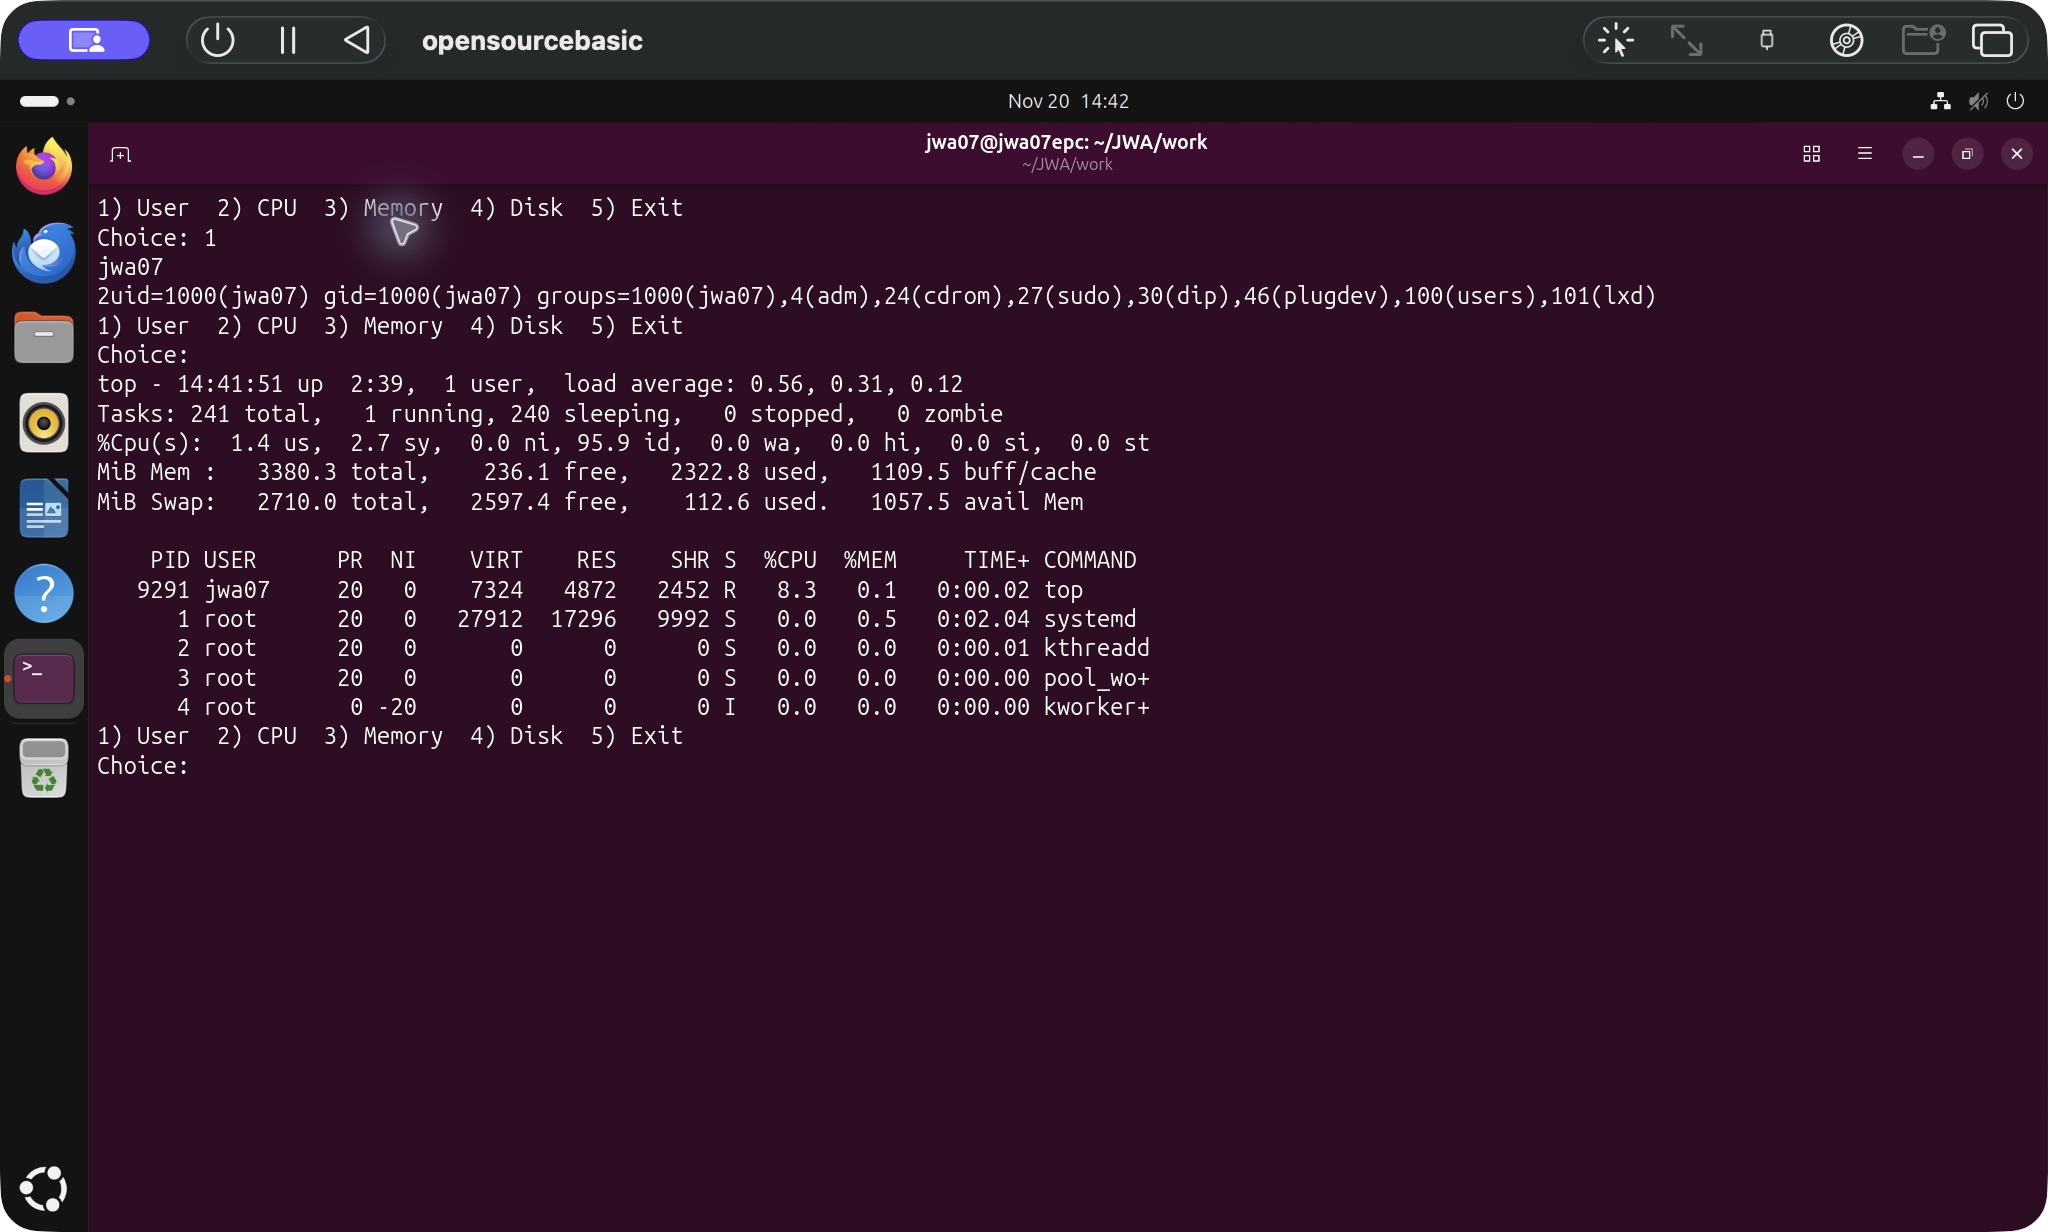 opensourcebasic
Nov 20  14:42
jwa07@jwa07epc: ~/JWA/work
~/JWA/work
1) User  2) CPU  3) Memory  4) Disk  5) Exit
Choice: 1
jwa07
2uid=1000(jwa07) gid=1000(jwa07) groups=1000(jwa07),4(adm),24(cdrom),27(sudo),30(dip),46(plugdev),100(users),101(lxd)
1) User  2) CPU  3) Memory  4) Disk  5) Exit
Choice:
top - 14:41:51 up  2:39,  1 user,  load average: 0.56, 0.31, 0.12
Tasks: 241 total,   1 running, 240 sleeping,   0 stopped,   0 zombie
%Cpu(s):  1.4 us,  2.7 sy,  0.0 ni, 95.9 id,  0.0 wa,  0.0 hi,  0.0 si,  0.0 st
MiB Mem :   3380.3 total,    236.1 free,   2322.8 used,   1109.5 buff/cache
MiB Swap:   2710.0 total,   2597.4 free,    112.6 used.   1057.5 avail Mem
    PID USER      PR  NI    VIRT    RES    SHR S  %CPU  %MEM     TIME+ COMMAND
   9291 jwa07     20   0    7324   4872   2452 R   8.3   0.1   0:00.02 top
      1 root      20   0   27912  17296   9992 S   0.0   0.5   0:02.04 systemd
      2 root      20   0       0      0      0 S   0.0   0.0   0:00.01 kthreadd
      3 root      20   0       0      0      0 S   0.0   0.0   0:00.00 pool_wo+
      4 root       0 -20       0      0      0 I   0.0   0.0   0:00.00 kworker+
1) User  2) CPU  3) Memory  4) Disk  5) Exit
Choice: